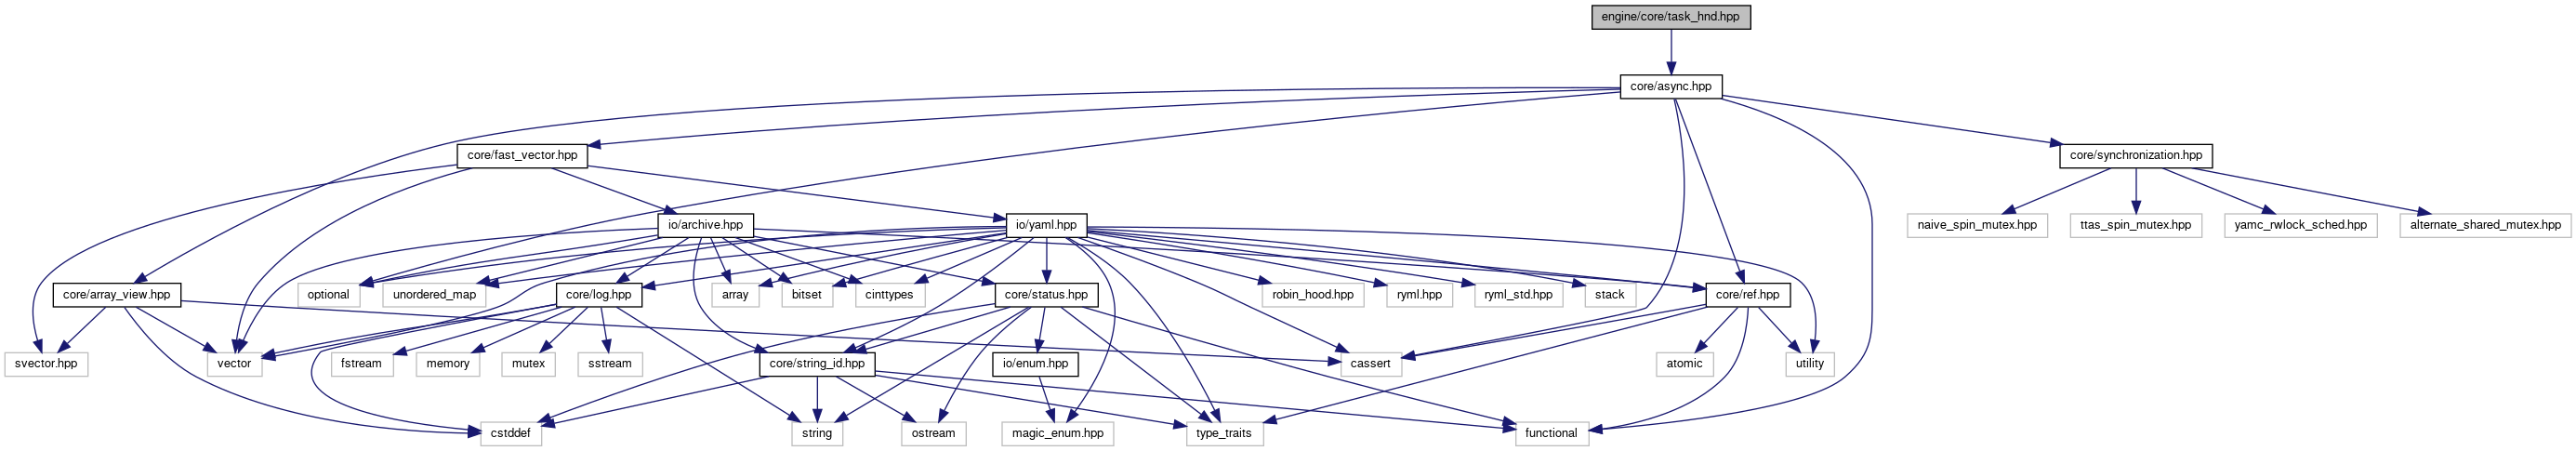 engine/core/task_hnd.hpp
core/async.hpp
core/fast_vector.hpp
core/synchronization.hpp
io/archive.hpp
io/yaml.hpp
naive_spin_mutex.hpp
ttas_spin_mutex.hpp
yamc_rwlock_sched.hpp
alternate_shared_mutex.hpp
core/array_view.hpp
optional
unordered_map
core/log.hpp
array
bitset
cinttypes
core/status.hpp
robin_hood.hpp
ryml.hpp
ryml_std.hpp
stack
core/ref.hpp
svector.hpp
vector
fstream
memory
mutex
sstream
core/string_id.hpp
io/enum.hpp
cassert
atomic
utility
cstddef
string
ostream
magic_enum.hpp
type_traits
functional